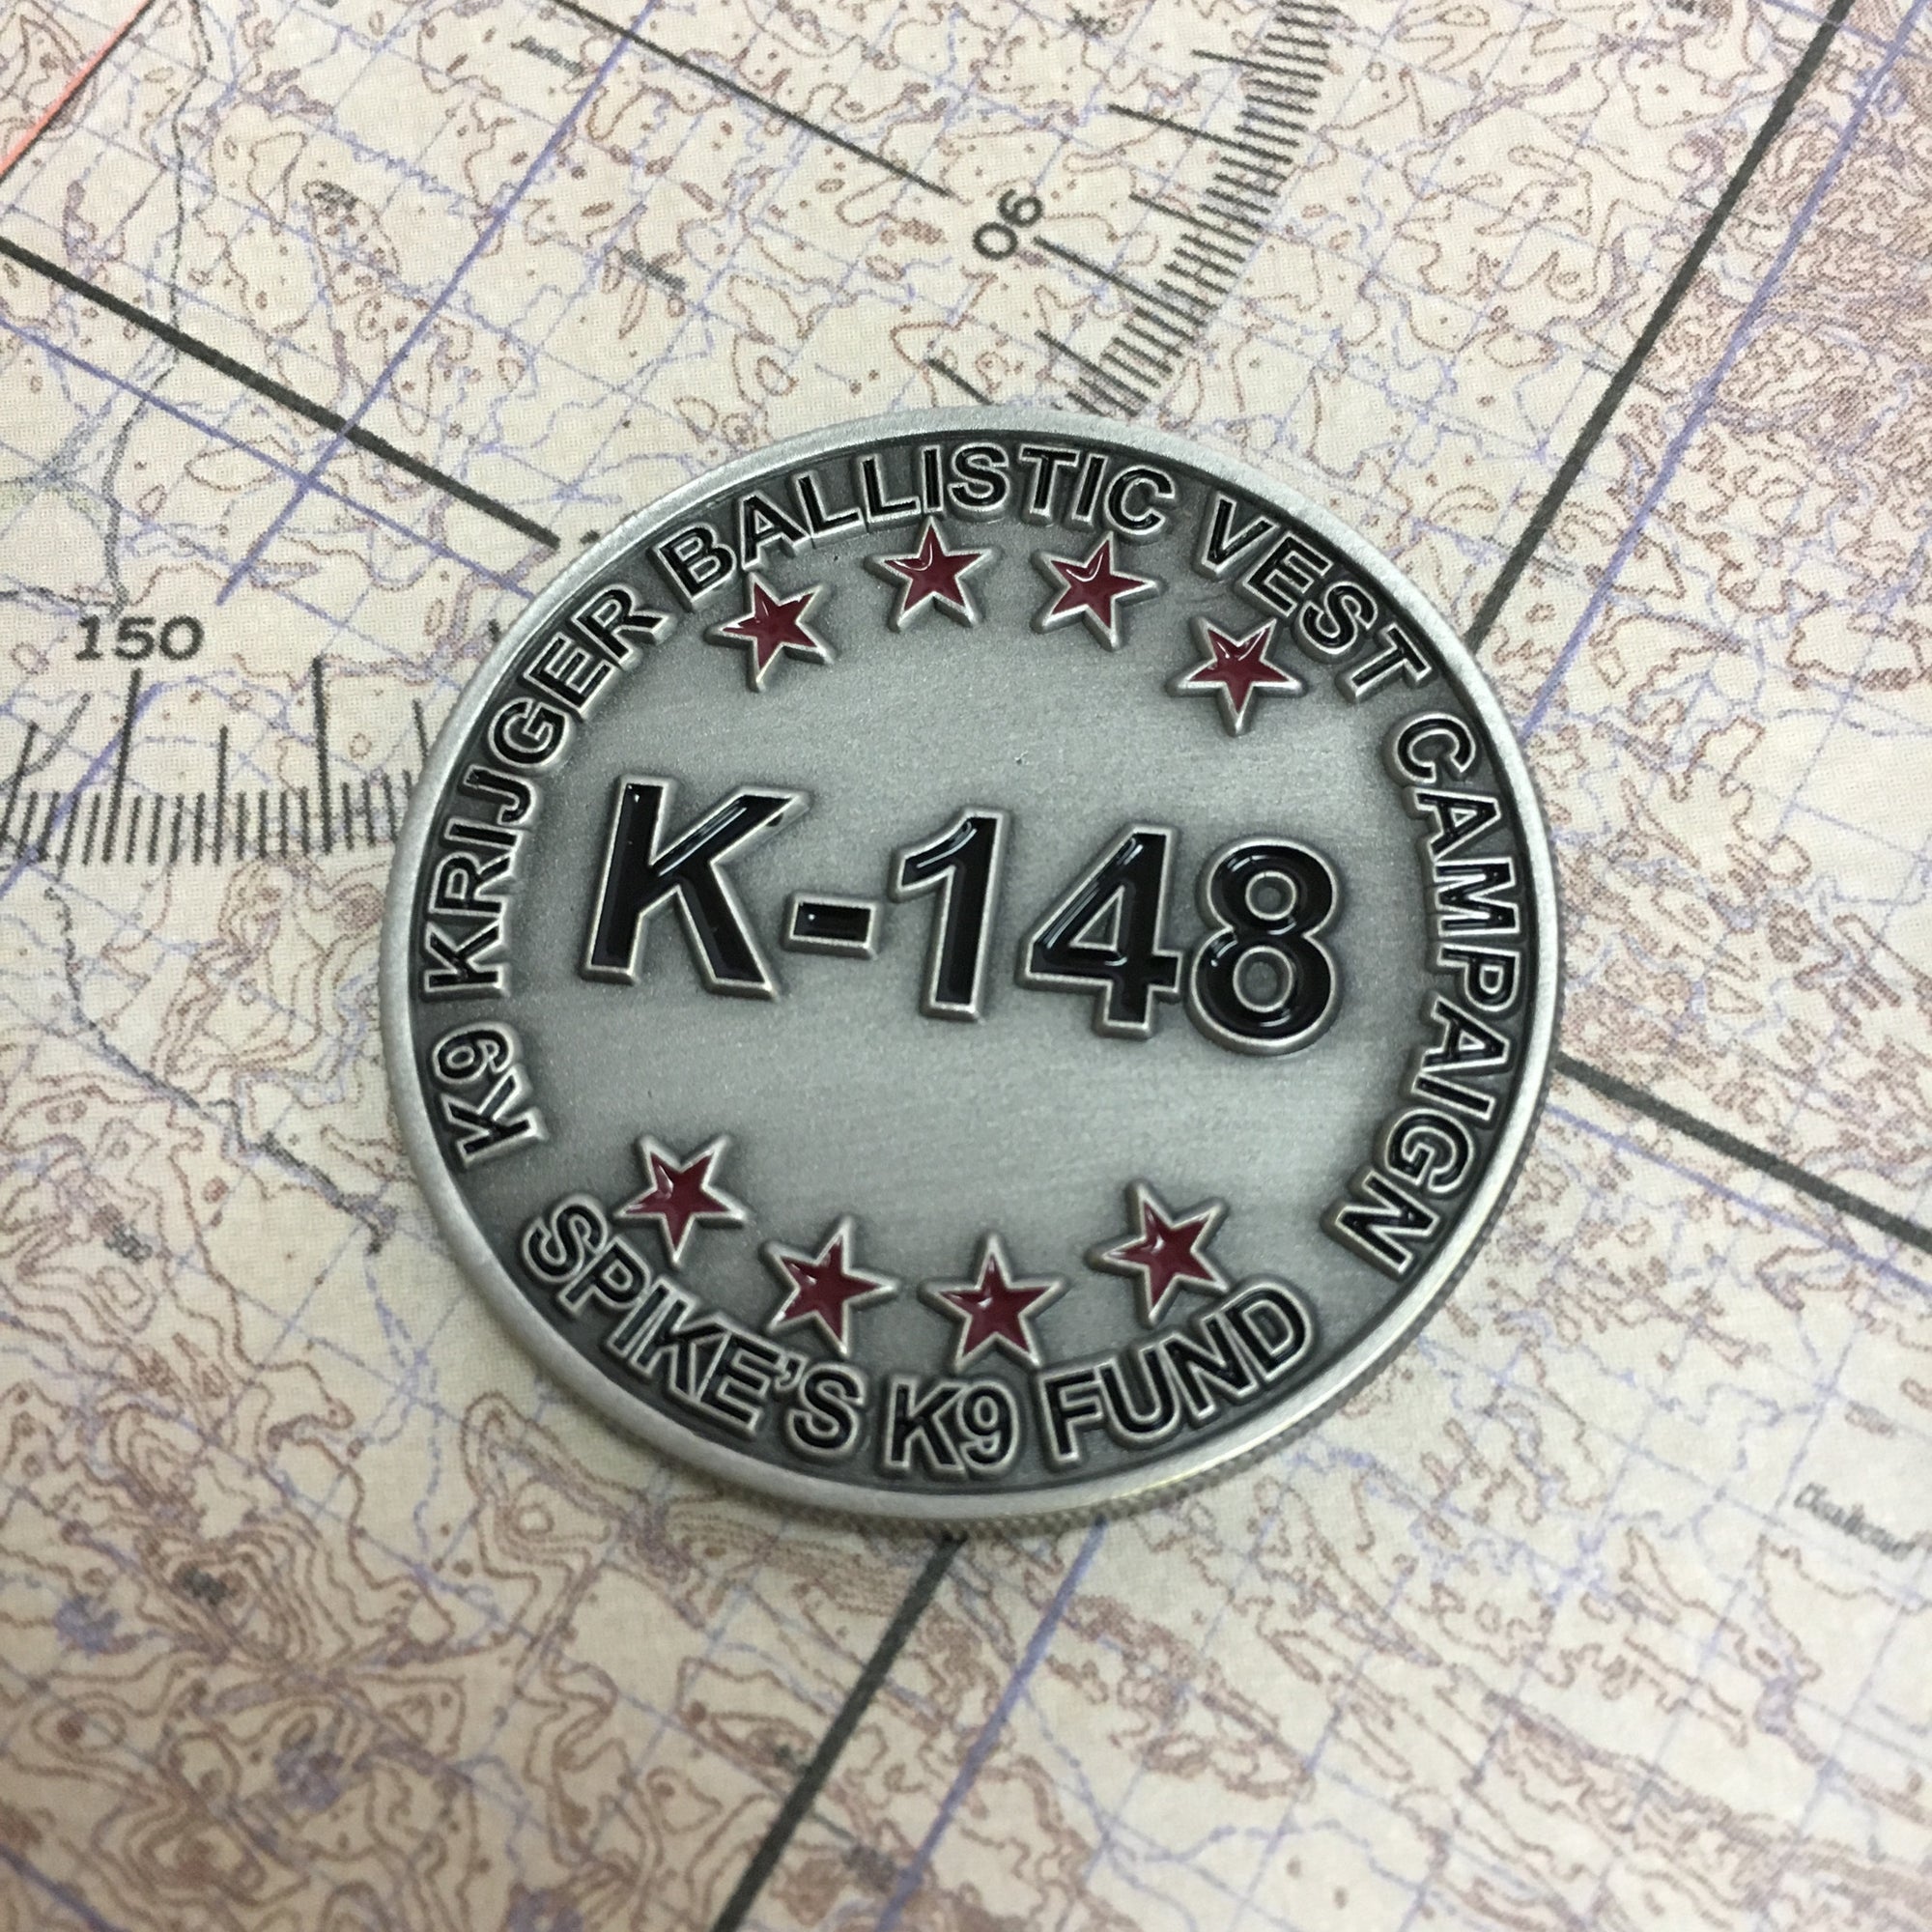 90
150
K9 KRIJGER BALLISTIC VEST CAMPAIGN
K-148
SPIKE'S K9 FUND